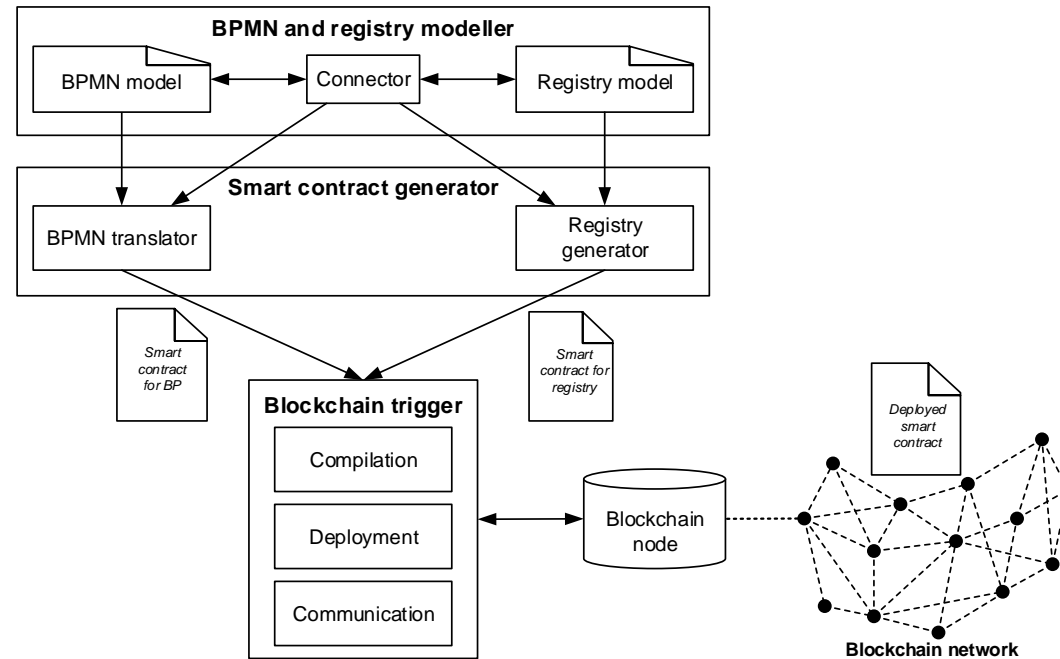 BPMN and registry modeller
BPMN model
Connector
Registry model
Smart contract generator
BPMN translator
Registry
generator
Smart
contract
for BP
Smart
contract for
registry
Blockchain trigger
Compilation
Deployment
Communication
Blockchain
node
Deployed
smart
contract
Blockchain network